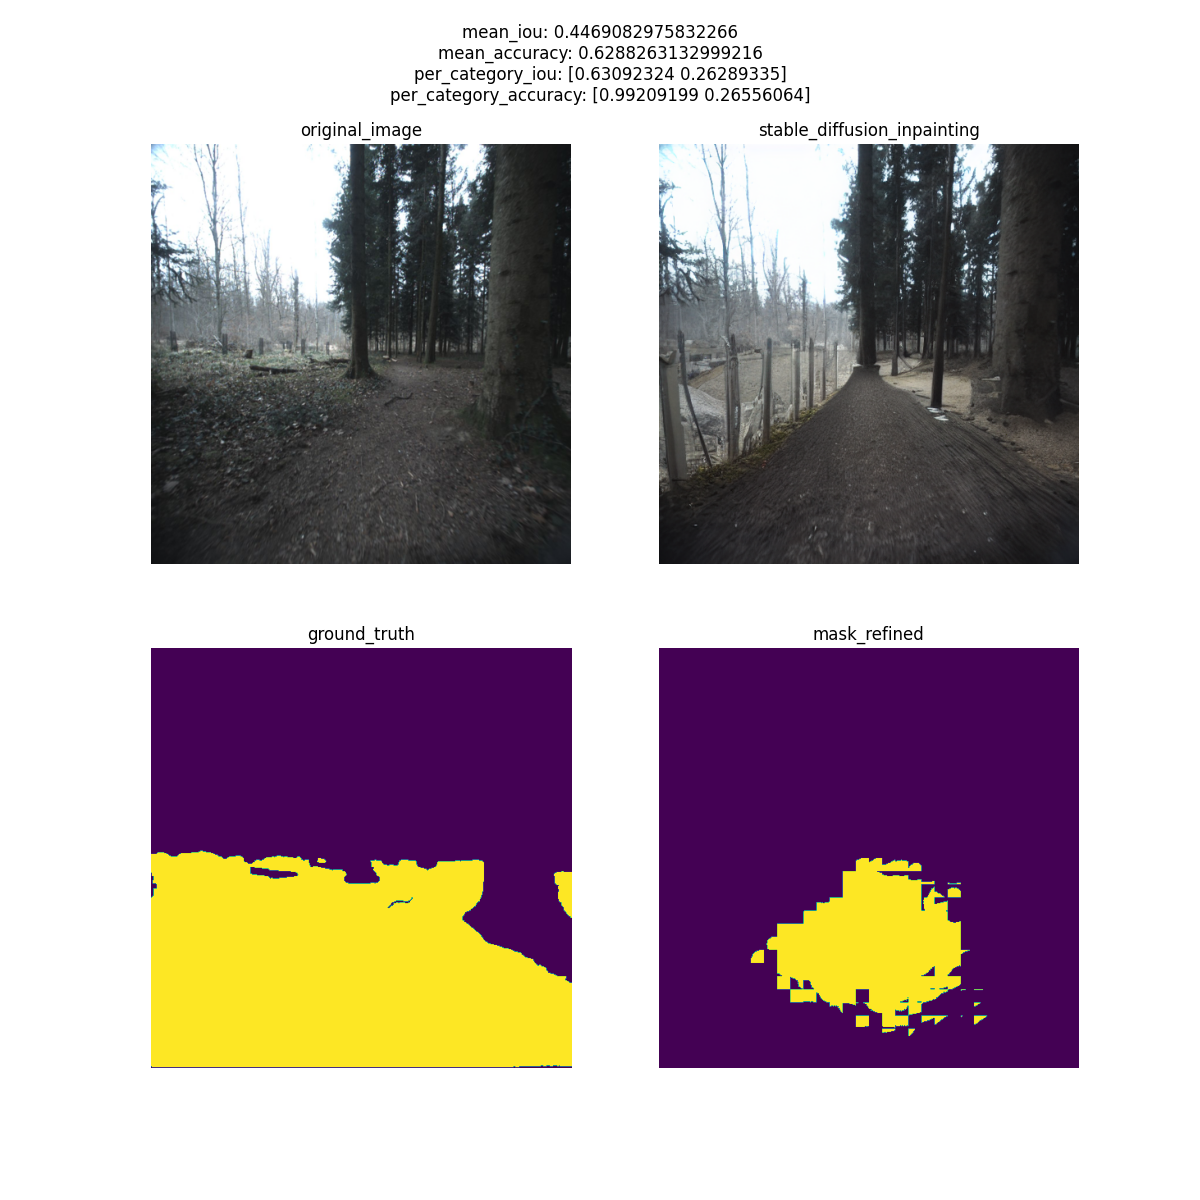 mean_iou: 0.4469082975832266
mean_accuracy: 0.6288263132999216
per_category_iou: [0.63092324 0.26289335]
per_category_accuracy: [0.99209199 0.26556064]
original_image
stable_diffusion_inpainting
ground_truth
mask_refined